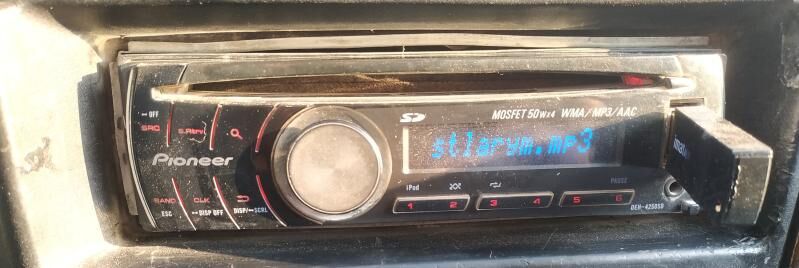 OFF
SRC
S.Rtrv
SD
MOSFET 50Wx4 WMA/MP3/AAC
Pioneer
stlarym.mp3
BAND
CLK
ESC
DISP OFF
DISP/SCRL
iPod
PAUSE
1 2 3 4 5 6
DEH-4250SD